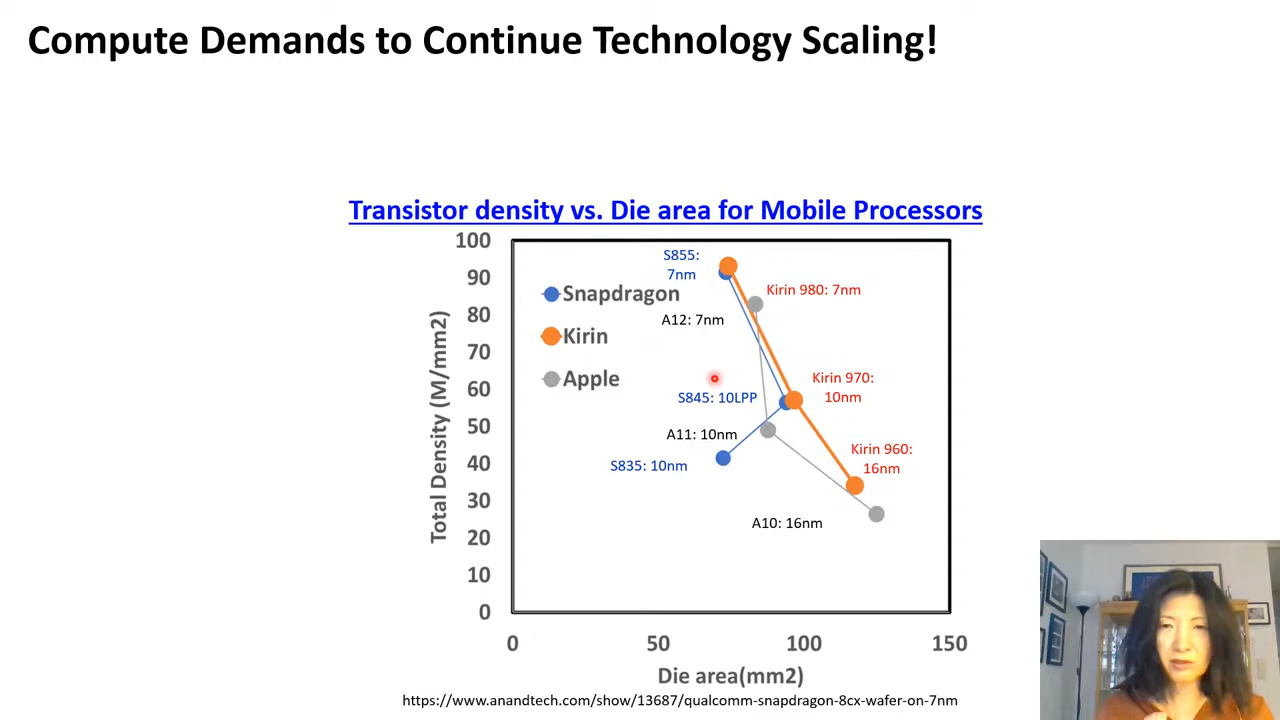 Compute Demands to Continue Technology Scaling!
Transistor density vs. Die area for Mobile Processors
Total Density (M/mm2)
100
90
80
70
60
50
40
30
20
10
0
Snapdragon
Kirin
Apple
S855:
7nm
Kirin 980: 7nm
A12: 7nm
Kirin 970:
10nm
S845: 10LPP
A11: 10nm
Kirin 960:
16nm
S835: 10nm
A10: 16nm
0
50
100
150
Die area(mm2)
https://www.anandtech.com/show/13687/qualcomm-snapdragon-8cx-wafer-on-7nm